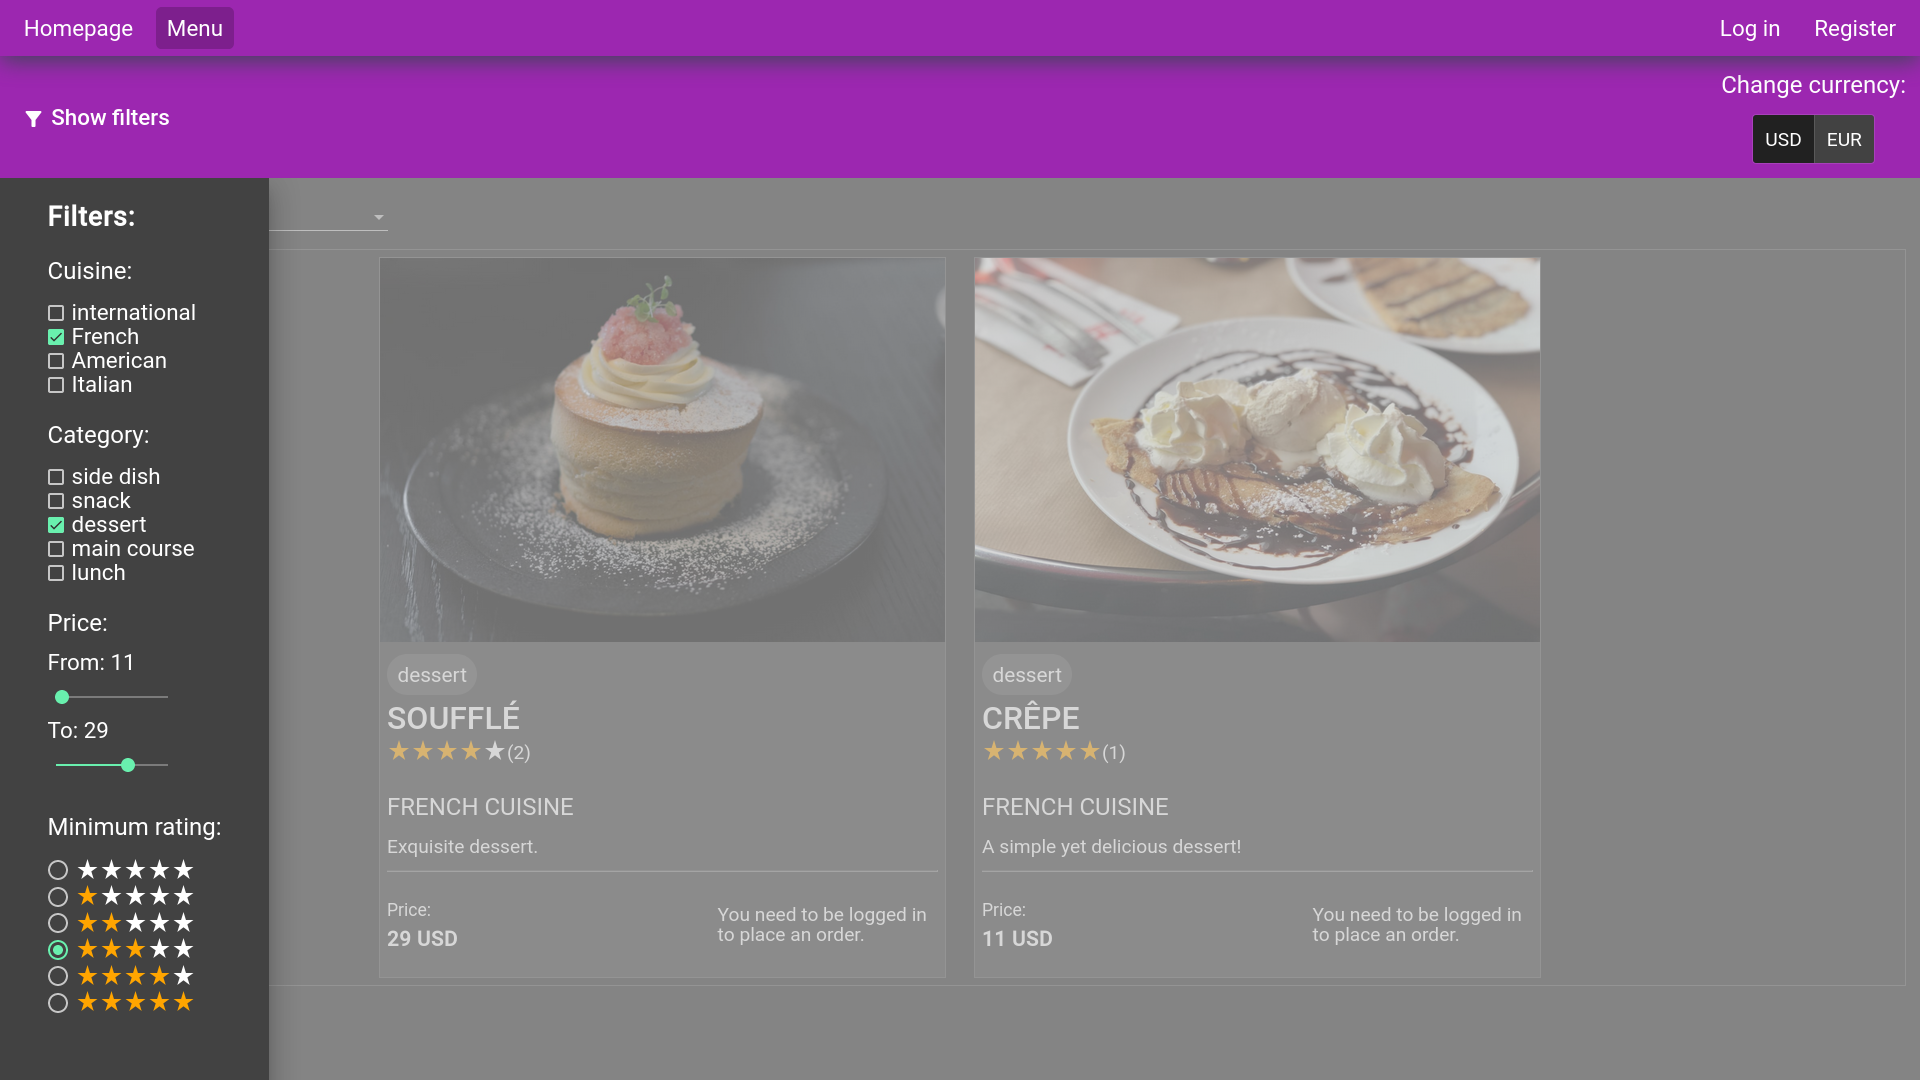 Homepage
Menu
Log in
Register
Show filters
Change currency:
USD
EUR
Filters:
Cuisine:
international
French
American
Italian
Category:
side dish
snack
dessert
main course
lunch
Price:
From: 11
To: 29
Minimum rating:
dessert
SOUFFLÉ
(2)
FRENCH CUISINE
Exquisite dessert.
Price:
29 USD
You need to be logged in
to place an order.
dessert
CRÊPE
(1)
FRENCH CUISINE
A simple yet delicious dessert!
Price:
11 USD
You need to be logged in
to place an order.